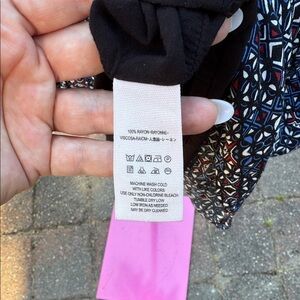 100% RAYON-RAYONNE-
VISCOSA-RAYON-人造絲-レーヨン
MACHINE WASH COLD
WITH LIKE COLORS
USE ONLY NON-CHLORINE BLEACH
TUMBLE DRY LOW
LOW IRON AS NEEDED
MAY BE DRY CLEANED